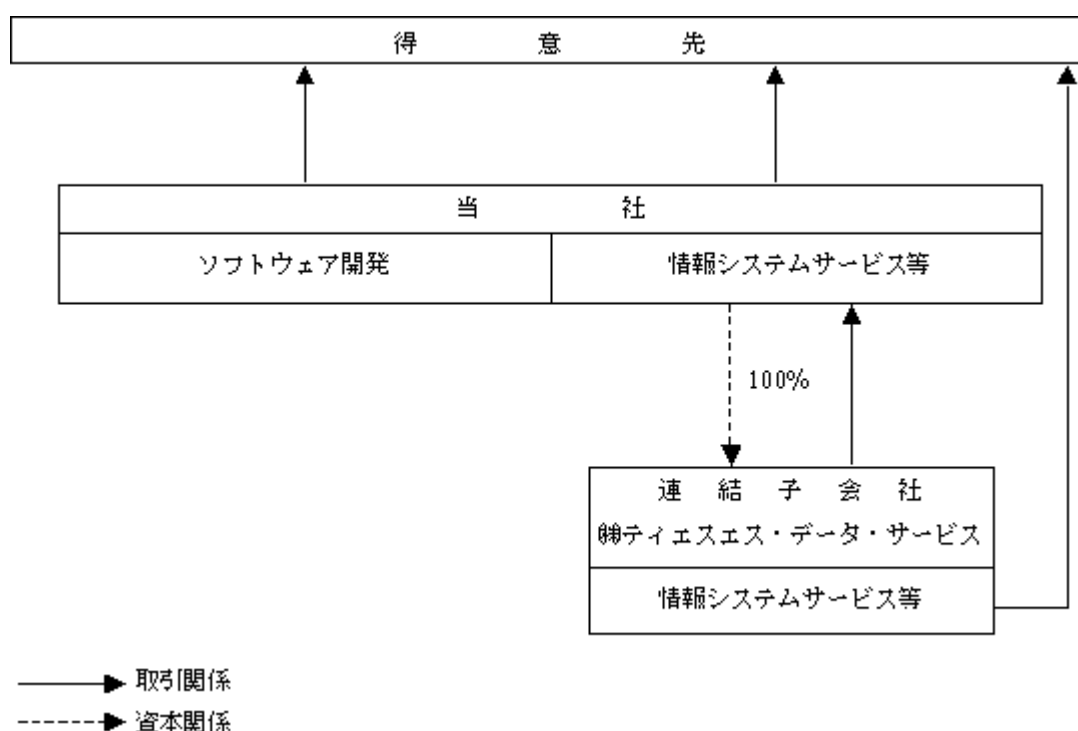 得意先
当社
ソフトウェア開発
情報システムサービス等
100%
連結子会社
㈱ティエスエス・データ・サービス
情報システムサービス等
取引関係
資本関係